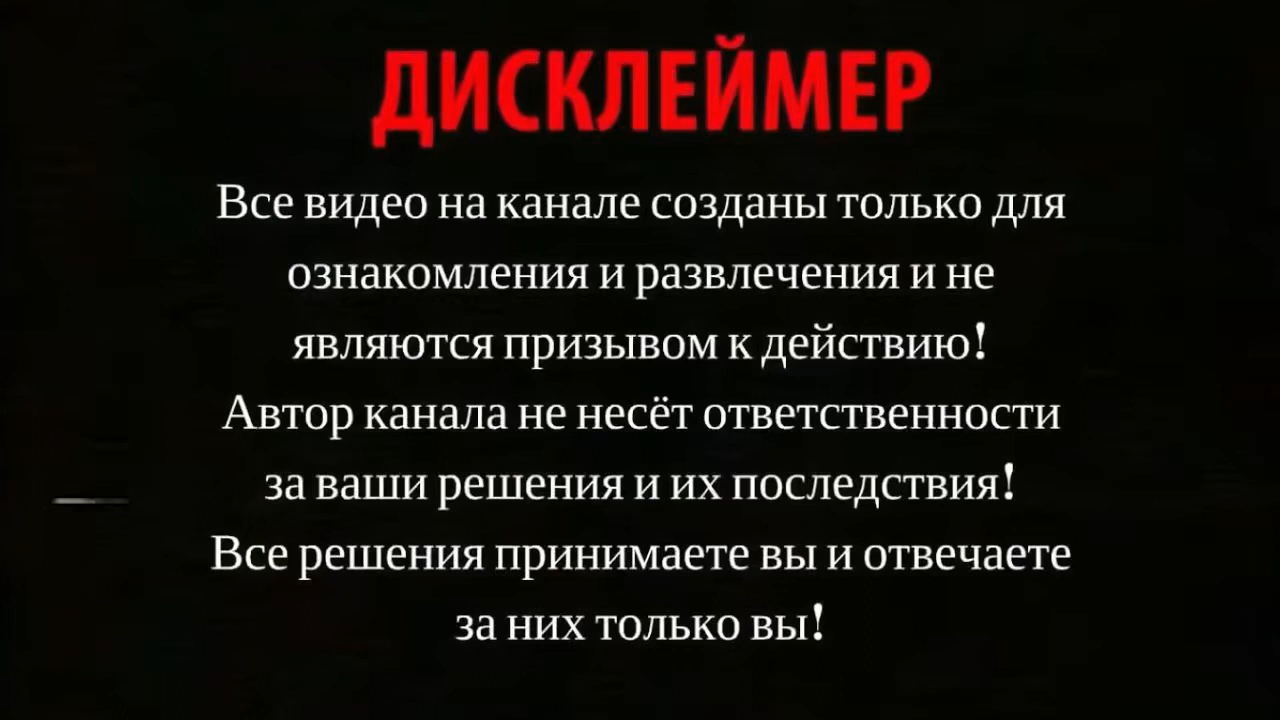 ДИСКЛЕЙМЕР
Все видео на канале созданы только для
ознакомления и развлечения и не
являются призывом к действию!
Автор канала не несёт ответственности
за ваши решения и их последствия!
Все решения принимаете вы и отвечаете
за них только вы!